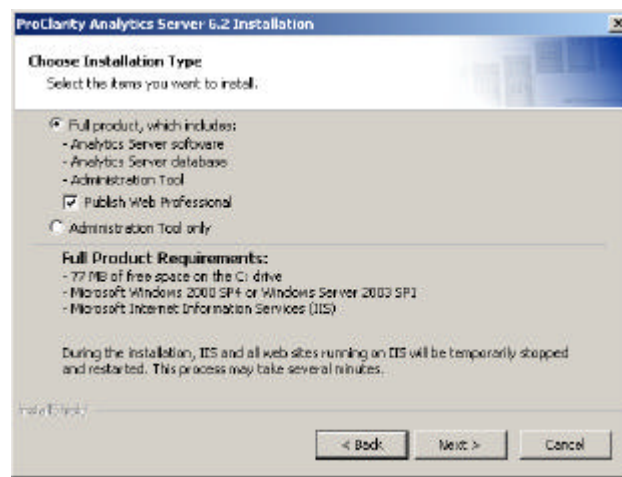 ProClarity Analytics Server 6.2 Installation
Choose Installation Type
Select the items you want to install.
Full product, which includes:
- Analytics Server software
- Analytics Server database
- Administration Tool
Publish Web Professional
Administration Tool only
Full Product Requirements:
- 77 MB of free space on the C: drive
- Microsoft Windows 2000 SP4 or Windows Server 2003 SP1
- Microsoft Internet Information Services (IIS)
During the installation, IIS and all web sites running on IIS will be temporarily stopped
and restarted. This process may take several minutes.
InstallShield
< Back
Next >
Cancel